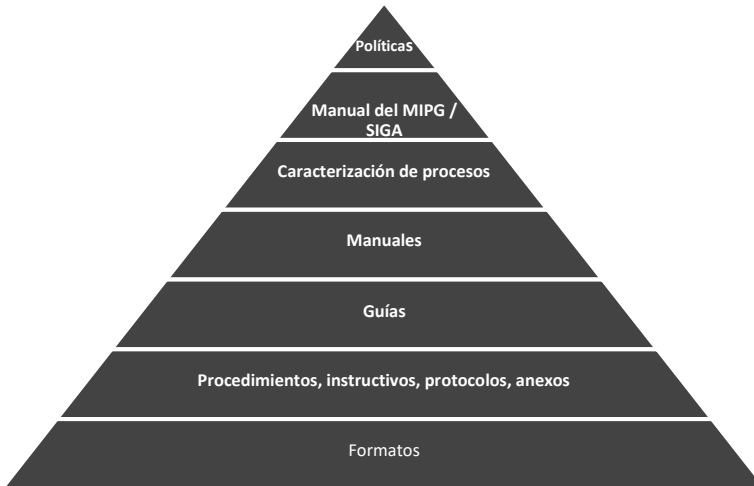 Políticas
Manual del MIPG /
SIGA
Caracterización de procesos
Manuales
Guías
Procedimientos, instructivos, protocolos, anexos
Formatos